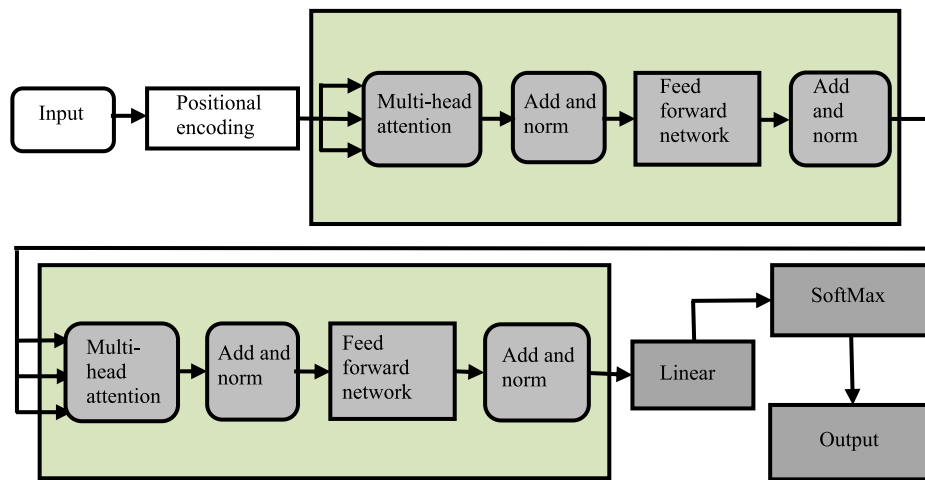 Input
Positional
encoding
Multi-head
attention
Add and
norm
Feed
forward
network
Add
and
norm
Multi-
head
attention
Add and
norm
Feed
forward
network
Add and
norm
Linear
SoftMax
Output